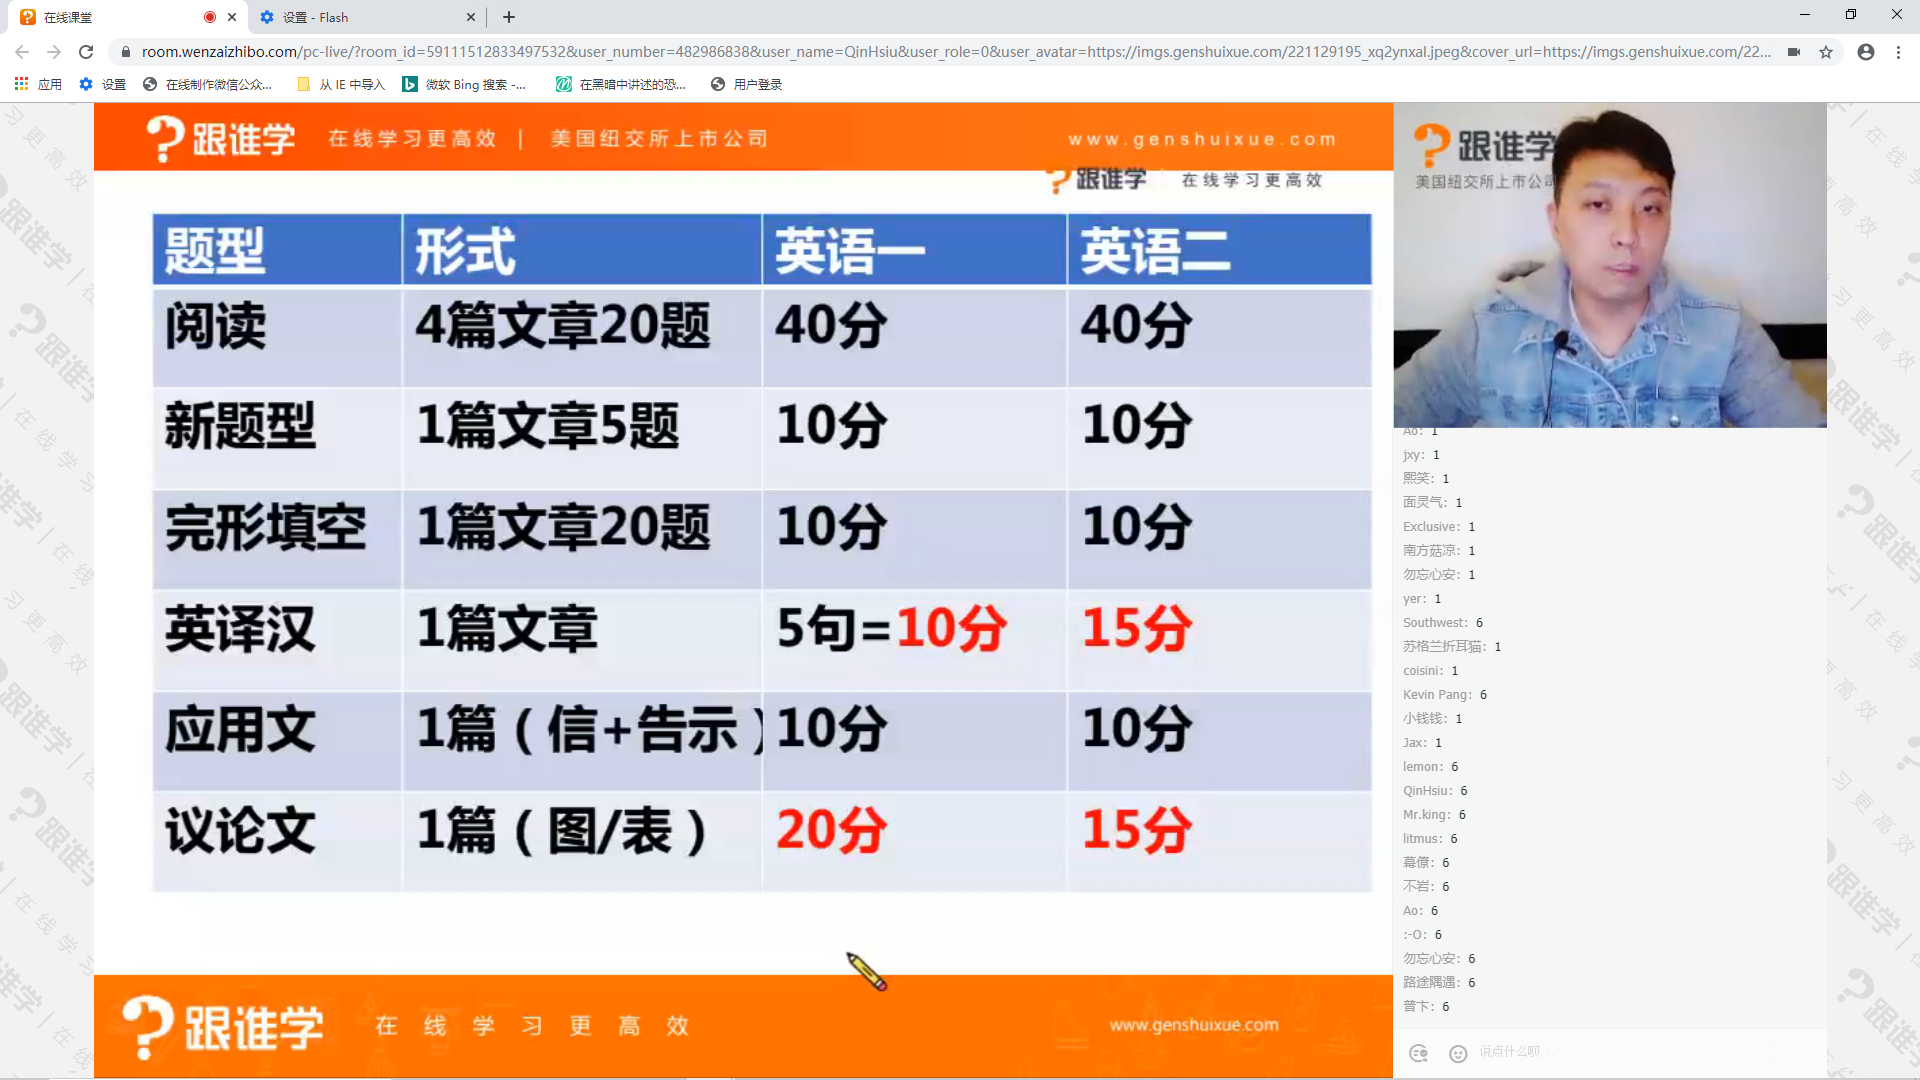 在线课堂
设置 - Flash
room.wenzaizhibo.com/pc-live/?room_id=59111512833497532&user_number=482986838&user_name=QinHsiu&user_role=0&user_avatar=https://imgs.genshuixue.com/221129195_xq2ynxal.jpeg&cover_url=https://imgs.genshuixue.com/22...
应用 设置 在线制作微信公众... 从 IE 中导入 微软 Bing 搜索 -... 在黑暗中讲述的恐... 用户登录
跟谁学 在线学习更高效 | 美国纽交所上市公司 www.genshuixue.com
跟谁学 在线学习更高效
题型 形式 英语一 英语二
阅读 4篇文章20题 40分 40分
新题型 1篇文章5题 10分 10分
完形填空 1篇文章20题 10分 10分
英译汉 1篇文章 5句=10分 15分
应用文 1篇（信+告示） 10分 10分
议论文 1篇（图/表） 20分 15分
跟谁学 在线学习更高效 www.genshuixue.com
跟谁学
美国纽交所上市公司
Ao: 1
jxy: 1
熙笑: 1
面灵气: 1
Exclusive: 1
南方菇凉: 1
勿忘心安: 1
yer: 1
Southwest: 6
苏格兰折耳猫: 1
coisini: 1
Kevin Pang: 6
小钱钱: 1
Jax: 1
lemon: 6
QinHsiu: 6
Mr.king: 6
litmus: 6
幕僚: 6
不岩: 6
Ao: 6
:-O: 6
勿忘心安: 6
路途隅遇: 6
普卞: 6
说点什么呗...